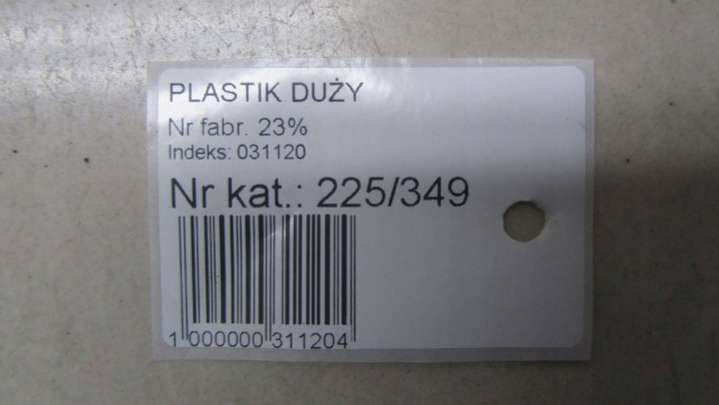 PLASTIK DUŻY
Nr fabr. 23%
Indeks: 031120
Nr kat.: 225/349
1 000000 311204